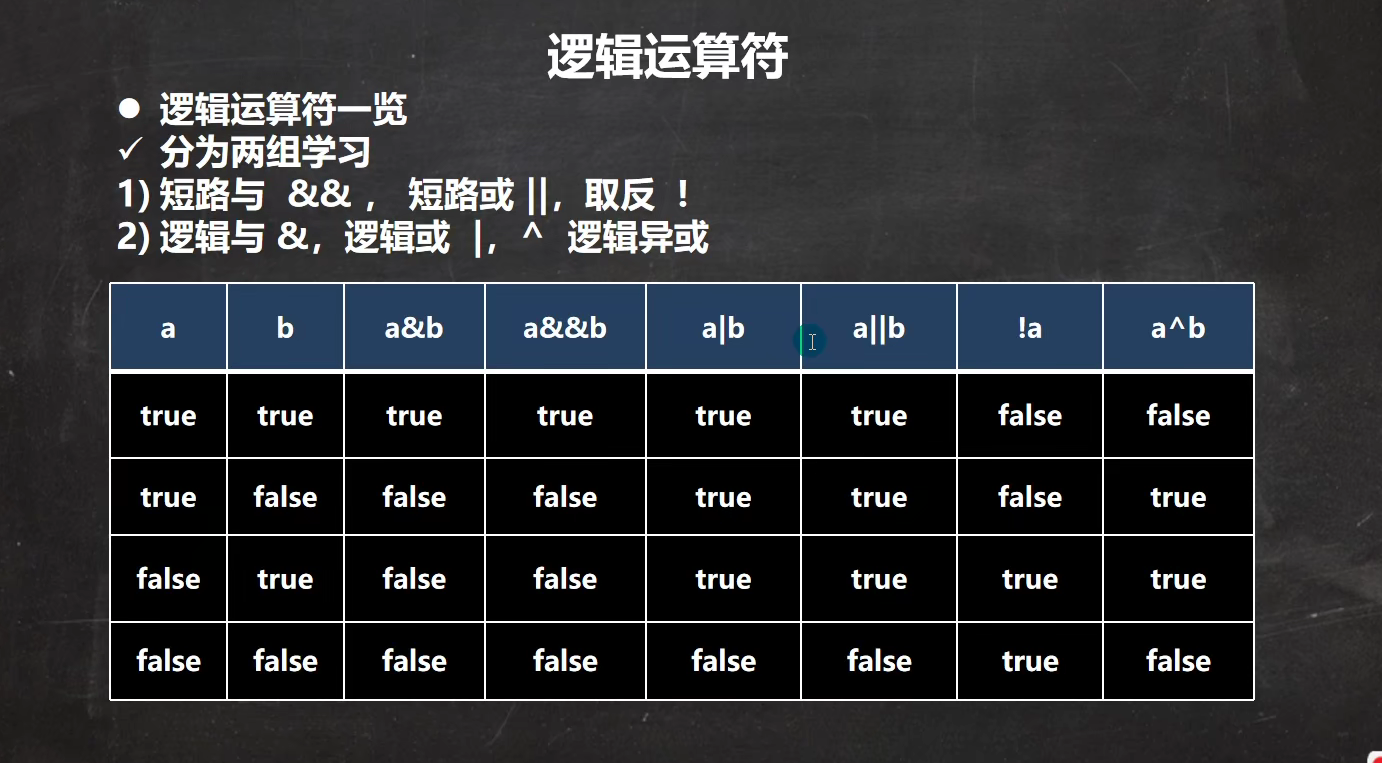 逻辑运算符
● 逻辑运算符一览
✓ 分为两组学习
1) 短路与 && , 短路或 ||，取反 !
2) 逻辑与 &，逻辑或 |，^ 逻辑异或
a b a&b a&&b a|b a||b !a a^b
true true true true true true false false
true false false false true true false true
false true false false true true true true
false false false false false false true false